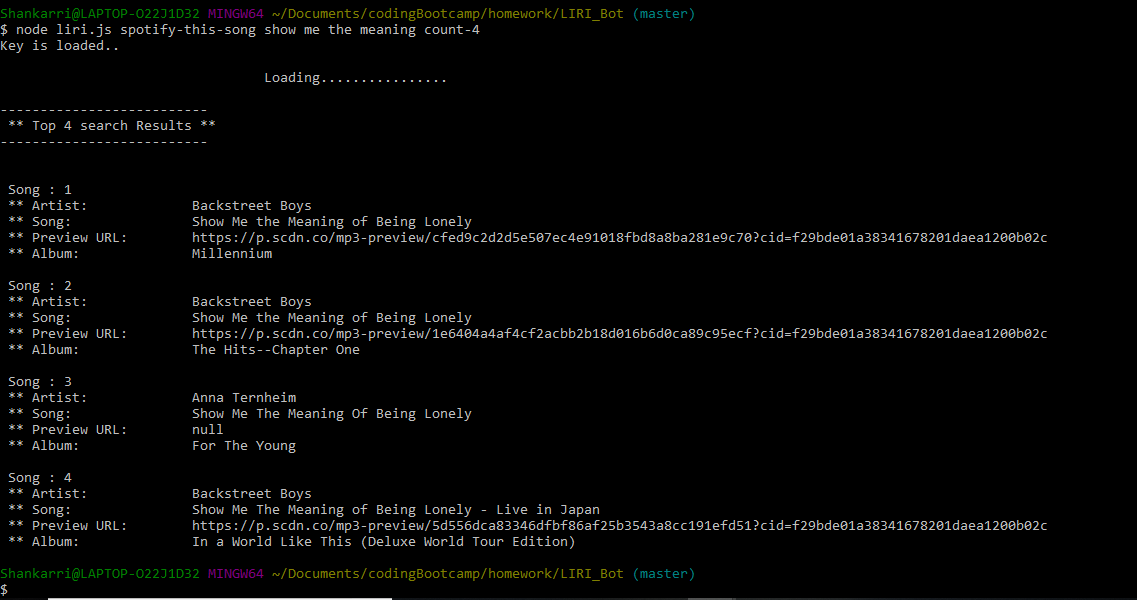 Shankarri@LAPTOP-O22J1D32 MINGW64 ~/Documents/codingBootcamp/homework/LIRI_Bot (master)
$ node liri.js spotify-this-song show me the meaning count-4
Key is loaded..
Loading................
--------------------------
** Top 4 search Results **
--------------------------
Song : 1
** Artist: Backstreet Boys
** Song: Show Me the Meaning of Being Lonely
** Preview URL: https://p.scdn.co/mp3-preview/cfed9c2d2d5e507ec4e91018fbd8a8ba281e9c70?cid=f29bde01a38341678201daea1200b02c
** Album: Millennium
Song : 2
** Artist: Backstreet Boys
** Song: Show Me the Meaning of Being Lonely
** Preview URL: https://p.scdn.co/mp3-preview/1e6404a4af4cf2acbb2b18d016b6d0ca89c95ecf?cid=f29bde01a38341678201daea1200b02c
** Album: The Hits--Chapter One
Song : 3
** Artist: Anna Ternheim
** Song: Show Me The Meaning Of Being Lonely
** Preview URL: null
** Album: For The Young
Song : 4
** Artist: Backstreet Boys
** Song: Show Me The Meaning of Being Lonely - Live in Japan
** Preview URL: https://p.scdn.co/mp3-preview/5d556dca83346dfbf86af25b3543a8cc191efd51?cid=f29bde01a38341678201daea1200b02c
** Album: In a World Like This (Deluxe World Tour Edition)
Shankarri@LAPTOP-O22J1D32 MINGW64 ~/Documents/codingBootcamp/homework/LIRI_Bot (master)
$